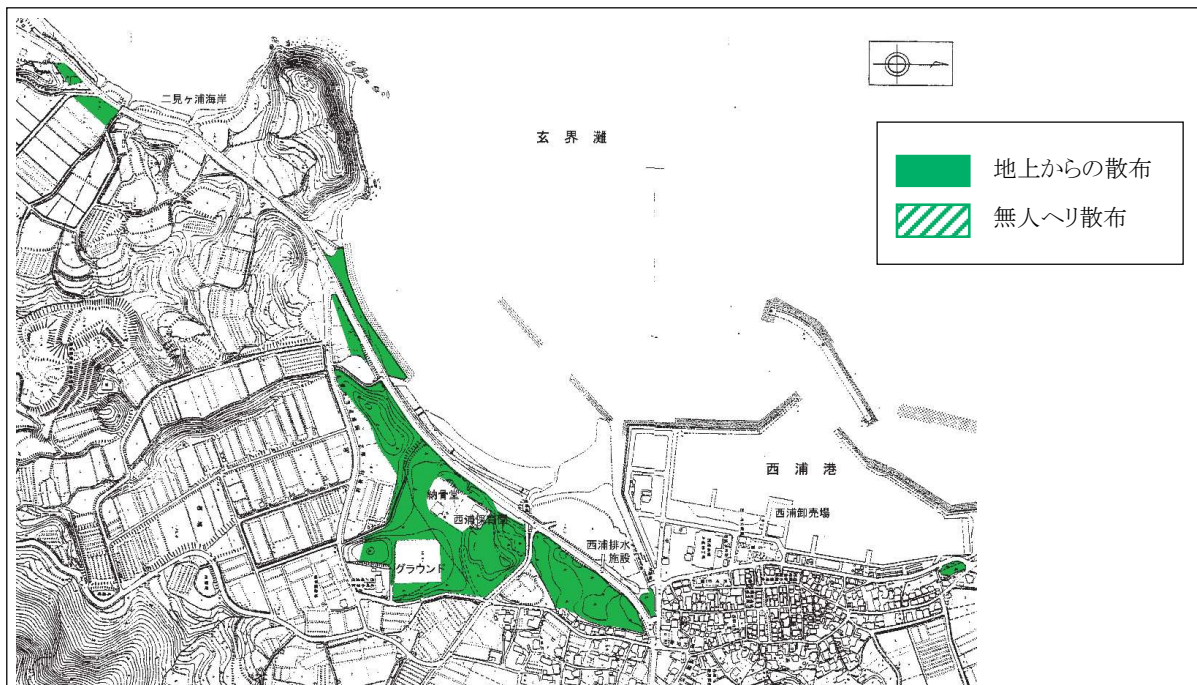 二見ヶ浦海岸
玄界灘
地上からの散布
無人ヘリ散布
西浦港
納骨堂
西浦卸売場
西浦排水
施設
グラウンド